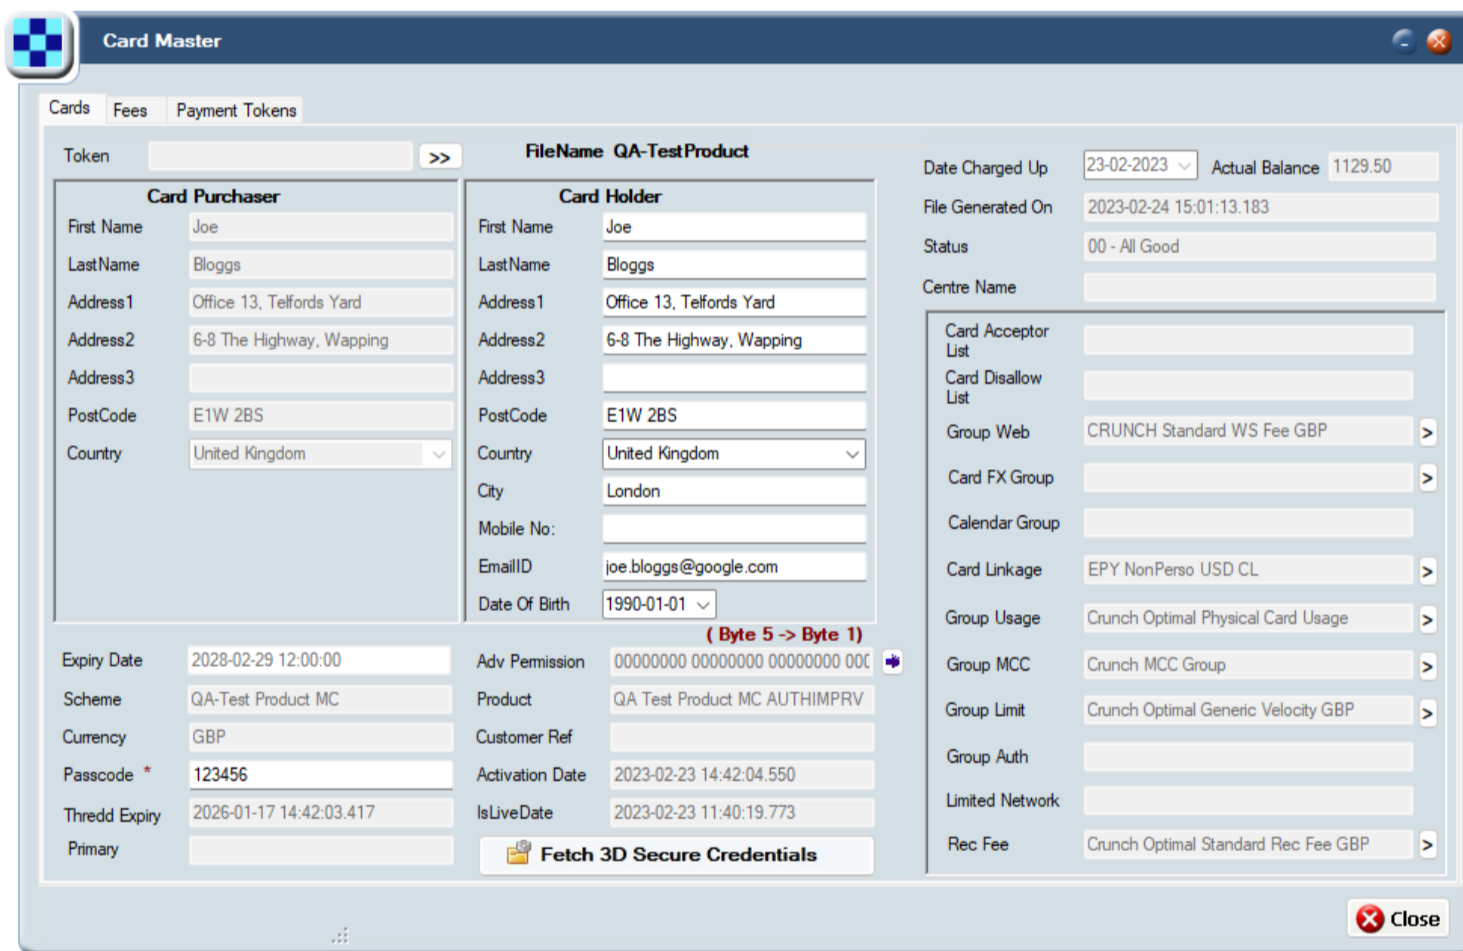 Card Master
Cards Fees Payment Tokens
Token >> FileName QA-TestProduct
Card Purchaser
First Name Joe
LastName Bloggs
Address1 Office 13, Telfords Yard
Address2 6-8 The Highway, Wapping
Address3
PostCode E1W 2BS
Country United Kingdom
Card Holder
First Name Joe
LastName Bloggs
Address1 Office 13, Telfords Yard
Address2 6-8 The Highway, Wapping
Address3
PostCode E1W 2BS
Country United Kingdom
City London
Mobile No:
EmailID joe.bloggs@google.com
Date Of Birth 1990-01-01
( Byte 5 -> Byte 1)
Expiry Date 2028-02-29 12:00:00
Scheme QA-Test Product MC
Currency GBP
Passcode * 123456
Thredd Expiry 2026-01-17 14:42:03.417
Primary
Adv Permission 00000000 00000000 00000000 000
Product QA Test Product MC AUTHIMPRV
Customer Ref
Activation Date 2023-02-23 14:42:04.550
IsLiveDate 2023-02-23 11:40:19.773
Fetch 3D Secure Credentials
Date Charged Up 23-02-2023 Actual Balance 1129.50
File Generated On 2023-02-24 15:01:13.183
Status 00 - All Good
Centre Name
Card Acceptor
List
Card Disallow
List
Group Web CRUNCH Standard WS Fee GBP >
Card FX Group >
Calendar Group
Card Linkage EPY NonPerso USD CL >
Group Usage Crunch Optimal Physical Card Usage >
Group MCC Crunch MCC Group >
Group Limit Crunch Optimal Generic Velocity GBP >
Group Auth
Limited Network
Rec Fee Crunch Optimal Standard Rec Fee GBP >
Close